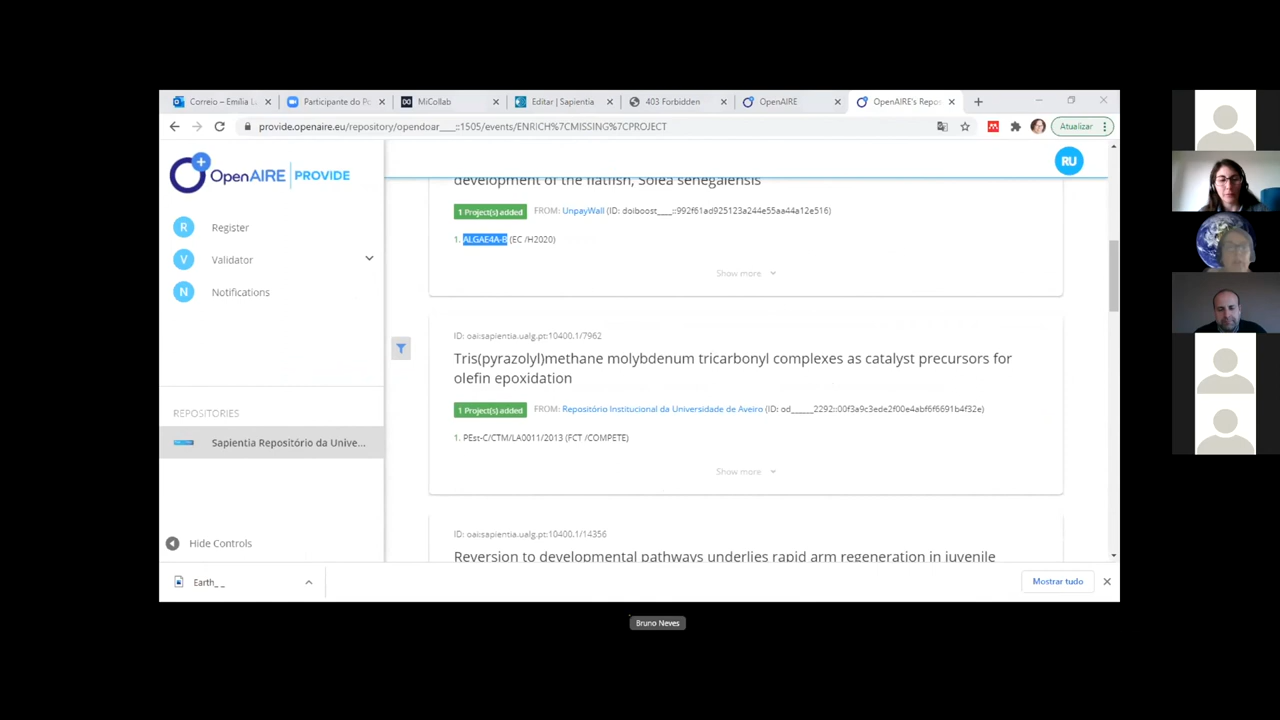 Correio – Emília L
Participante do Po
MiCollab
Editar | Sapientia
403 Forbidden
OpenAIRE
OpenAIRE's Repos
provide.openaire.eu/repository/opendoar____::1505/events/ENRICH%7CMISSING%7CPROJECT
Atualizar
OpenAIRE PROVIDE
RU
R Register
V Validator
N Notifications
REPOSITORIES
Sapientia Repositório da Unive...
Hide Controls
development of the flatfish, Solea senegalensis
1 Project(s) added FROM: UnpayWall (ID: doiboost____::992f61ad925123a244e55aa44a12e516)
1. ALGAE4A-B (EC /H2020)
Show more
ID: oai:sapientia.ualg.pt:10400.1/7962
Tris(pyrazolyl)methane molybdenum tricarbonyl complexes as catalyst precursors for
olefin epoxidation
1 Project(s) added FROM: Repositório Institucional da Universidade de Aveiro (ID: od______2292::00f3a9c3ede2f00e4abf6f6691b4f32e)
1. PEst-C/CTM/LA0011/2013 (FCT /COMPETE)
Show more
ID: oai:sapientia.ualg.pt:10400.1/14356
Reversion to developmental pathways underlies rapid arm regeneration in juvenile
Earth_ _
Mostrar tudo
Bruno Neves